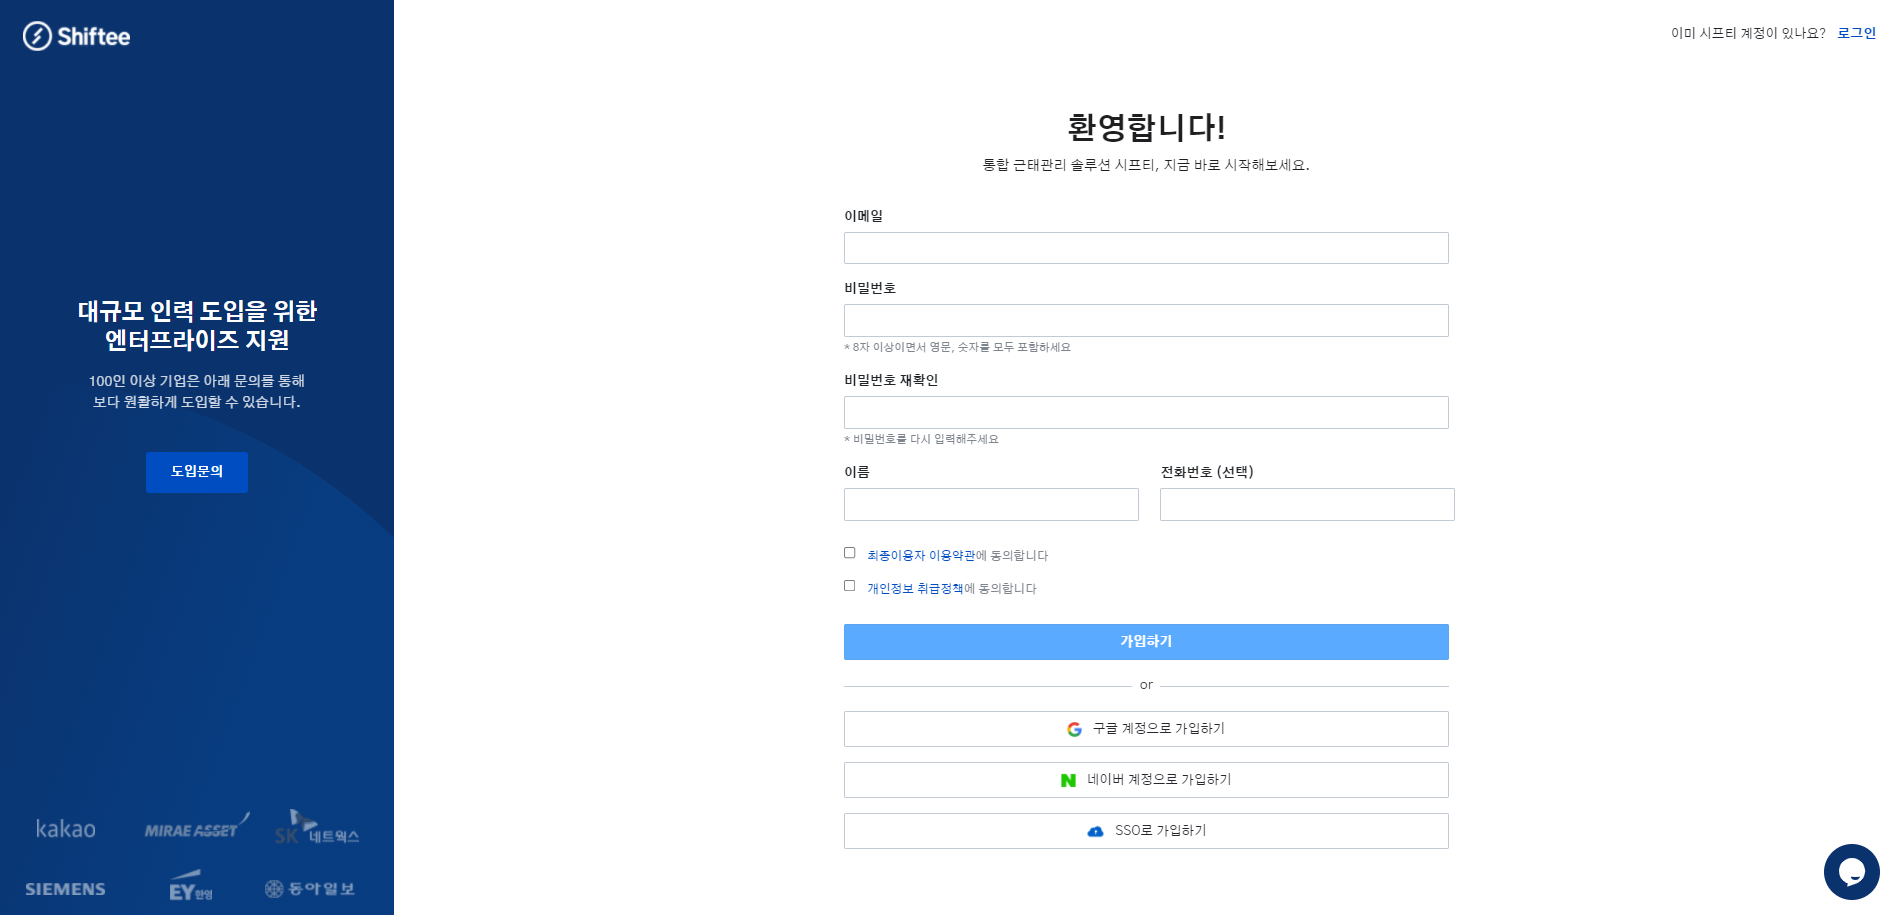 Shiftee
대규모 인력 도입을 위한
엔터프라이즈 지원
100인 이상 기업은 아래 문의를 통해
보다 원활하게 도입할 수 있습니다.
도입문의
kakao
MIRAE ASSET
SK 네트웍스
SIEMENS
EY한영
동아일보
이미 시프티 계정이 있나요? 로그인
환영합니다!
통합 근태관리 솔루션 시프티, 지금 바로 시작해보세요.
이메일
비밀번호
* 8자 이상이면서 영문, 숫자를 모두 포함하세요
비밀번호 재확인
* 비밀번호를 다시 입력해주세요
이름
전화번호 (선택)
최종이용자 이용약관에 동의합니다
개인정보 취급정책에 동의합니다
가입하기
or
구글 계정으로 가입하기
네이버 계정으로 가입하기
SSO로 가입하기